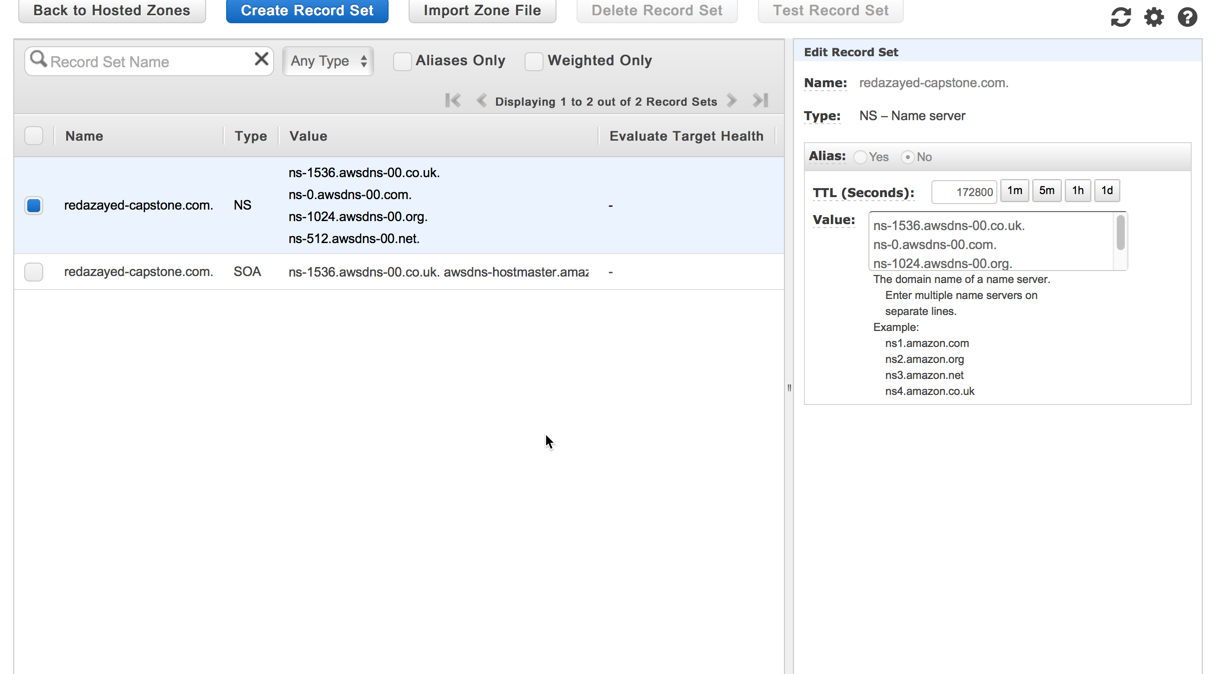 Back to Hosted Zones
Create Record Set
Import Zone File
Delete Record Set
Test Record Set
Record Set Name
Any Type
Aliases Only
Weighted Only
Displaying 1 to 2 out of 2 Record Sets
Name Type Value Evaluate Target Health
redazayed-capstone.com. NS
ns-1536.awsdns-00.co.uk.
ns-0.awsdns-00.com.
ns-1024.awsdns-00.org.
ns-512.awsdns-00.net.
-
redazayed-capstone.com. SOA ns-1536.awsdns-00.co.uk. awsdns-hostmaster.amaz -
Edit Record Set
Name: redazayed-capstone.com.
Type: NS – Name server
Alias: Yes No
TTL (Seconds): 172800 1m 5m 1h 1d
Value:
ns-1536.awsdns-00.co.uk.
ns-0.awsdns-00.com.
ns-1024.awsdns-00.org.
The domain name of a name server.
Enter multiple name servers on
separate lines.
Example:
ns1.amazon.com
ns2.amazon.org
ns3.amazon.net
ns4.amazon.co.uk